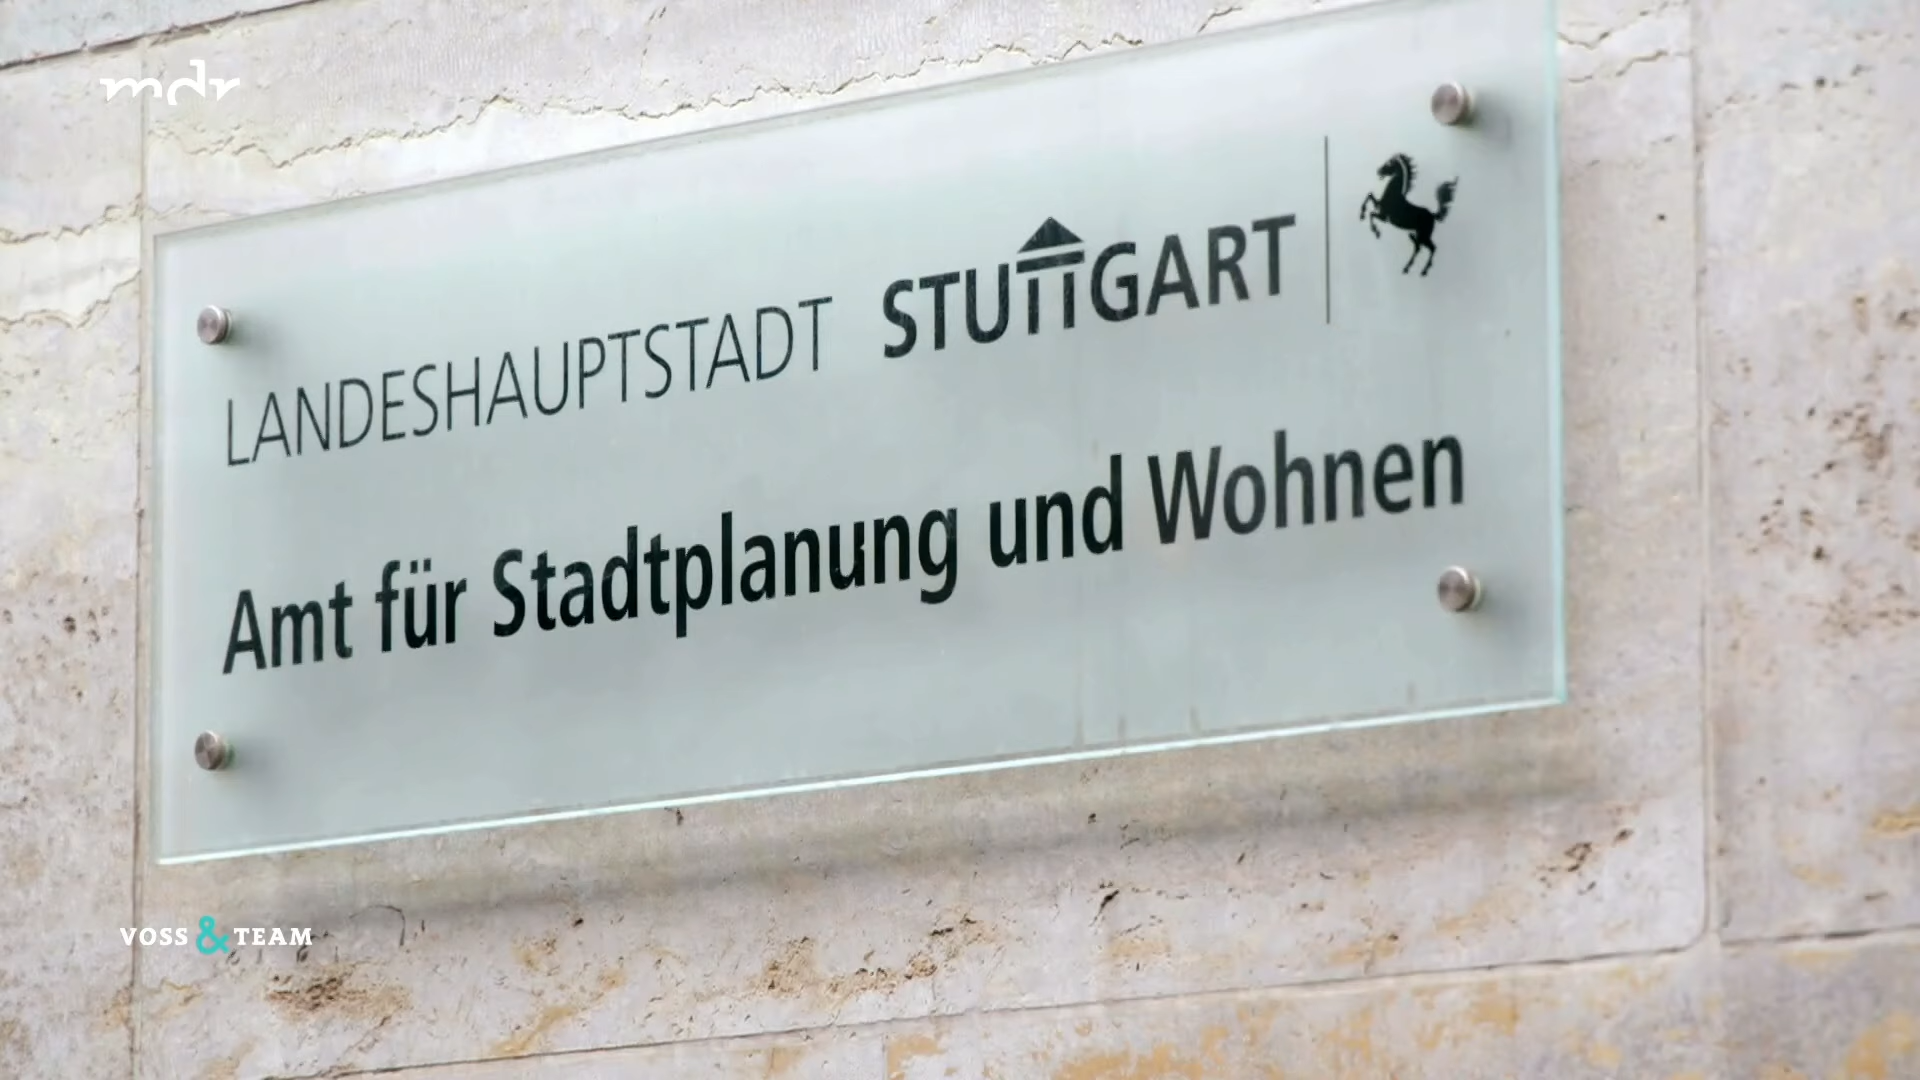 mdr
LANDESHAUPTSTADT STUTTGART
Amt für Stadtplanung und Wohnen
VOSS & TEAM